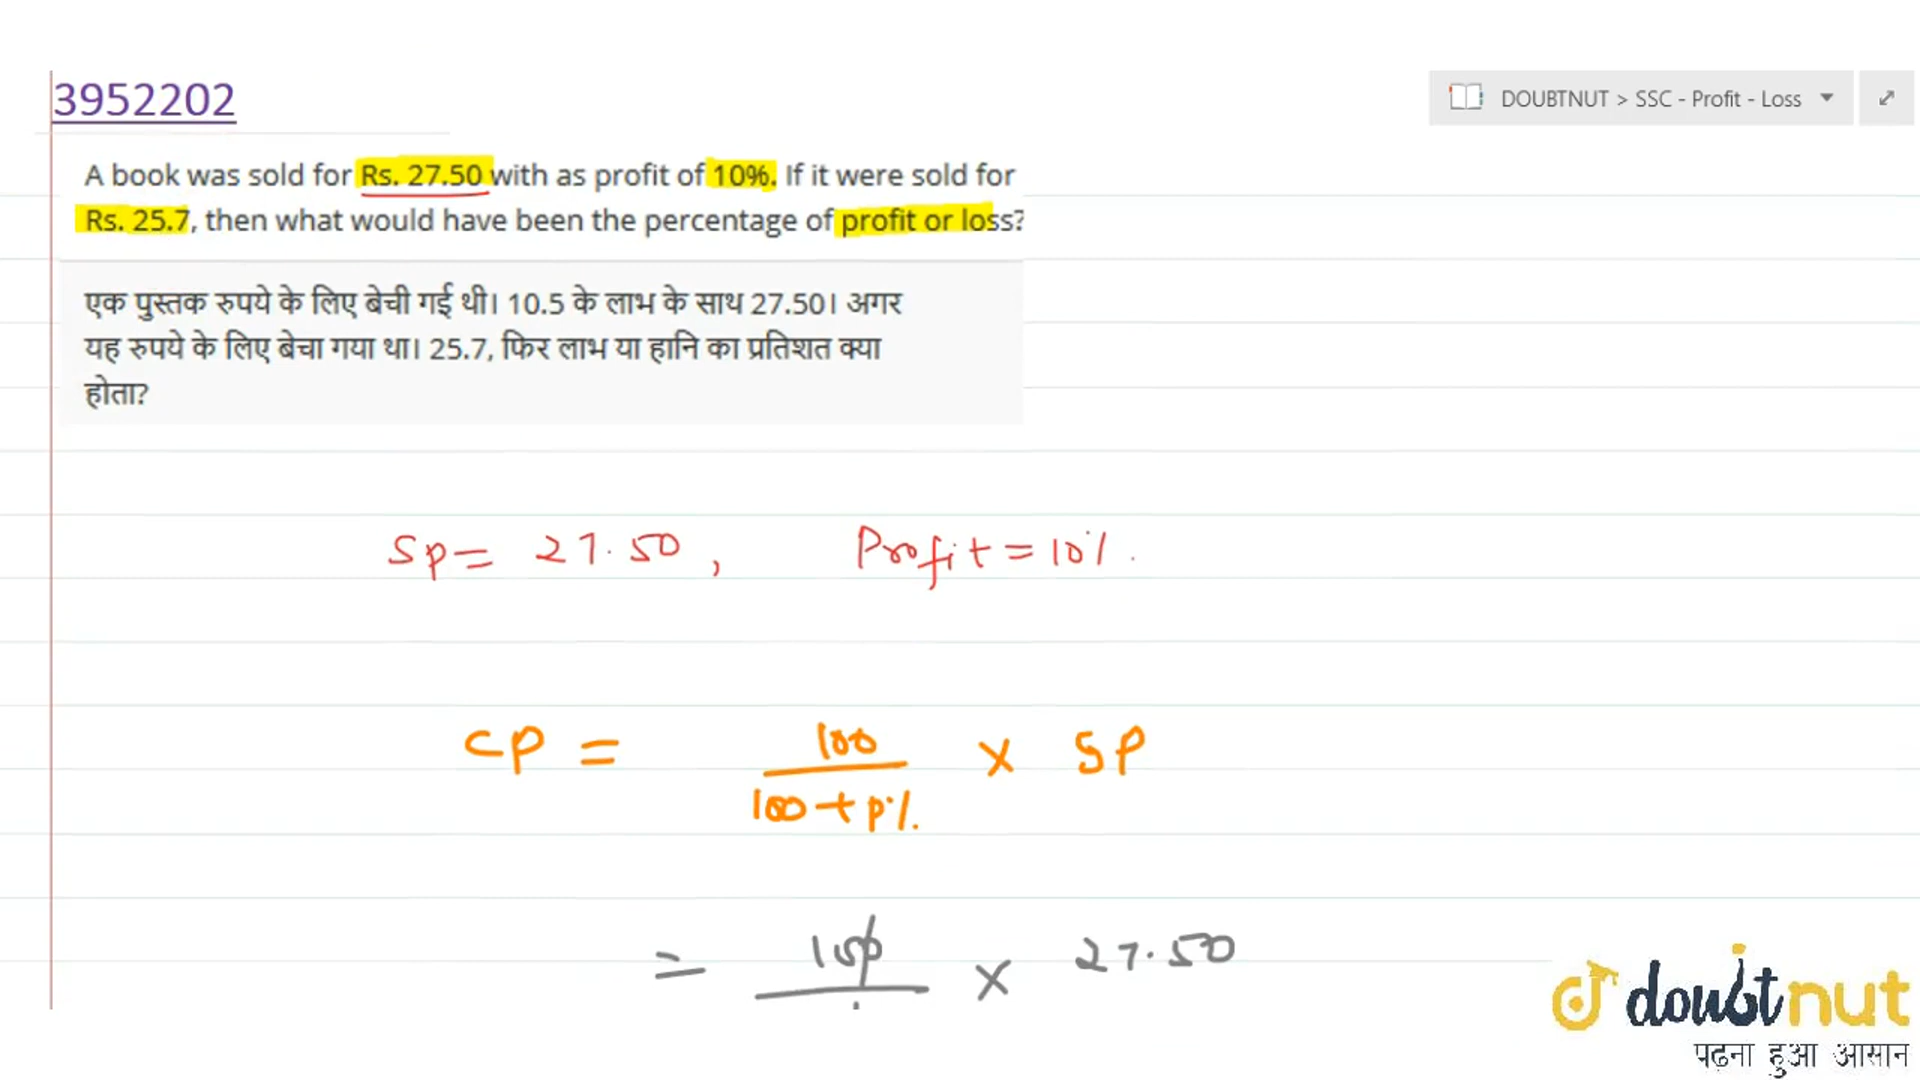 3952202
DOUBTNUT > SSC - Profit - Loss
A book was sold for Rs. 27.50 with as profit of 10%. If it were sold for
Rs. 25.7, then what would have been the percentage of profit or loss?
एक पुस्तक रुपये के लिए बेची गई थी। 10.5 के लाभ के साथ 27.50। अगर
यह रुपये के लिए बेचा गया था। 25.7, फिर लाभ या हानि का प्रतिशत क्या
होता?
SP = 27.50, Profit = 10%.
CP = 100 / 100 + P% × SP
= 100 × 27.50
doubtnut
पढ़ना हुआ आसान